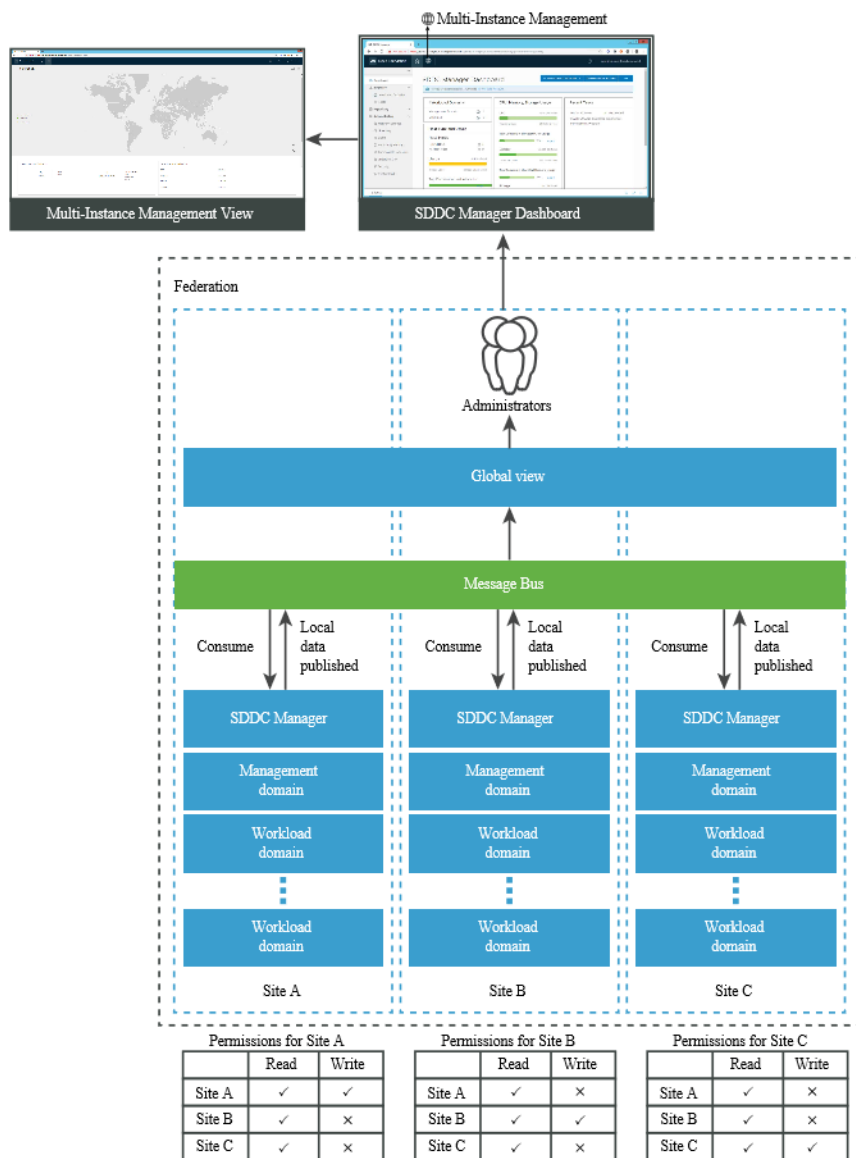 Multi-Instance Management
SDDC Manager Dashboard
Multi-Instance Management View
SDDC Manager Dashboard
Federation
Administrators
Global view
Message Bus
Consume
Local
data
published
Consume
Local
data
published
Consume
Local
data
published
SDDC Manager
SDDC Manager
SDDC Manager
Management
domain
Management
domain
Management
domain
Workload
domain
Workload
domain
Workload
domain
Workload
domain
Workload
domain
Workload
domain
Site A
Site B
Site C
Permissions for Site A
Read Write
Site A ✓ ✓
Site B ✓ ×
Site C ✓ ×
Permissions for Site B
Read Write
Site A ✓ ×
Site B ✓ ✓
Site C ✓ ×
Permissions for Site C
Read Write
Site A ✓ ×
Site B ✓ ×
Site C ✓ ✓